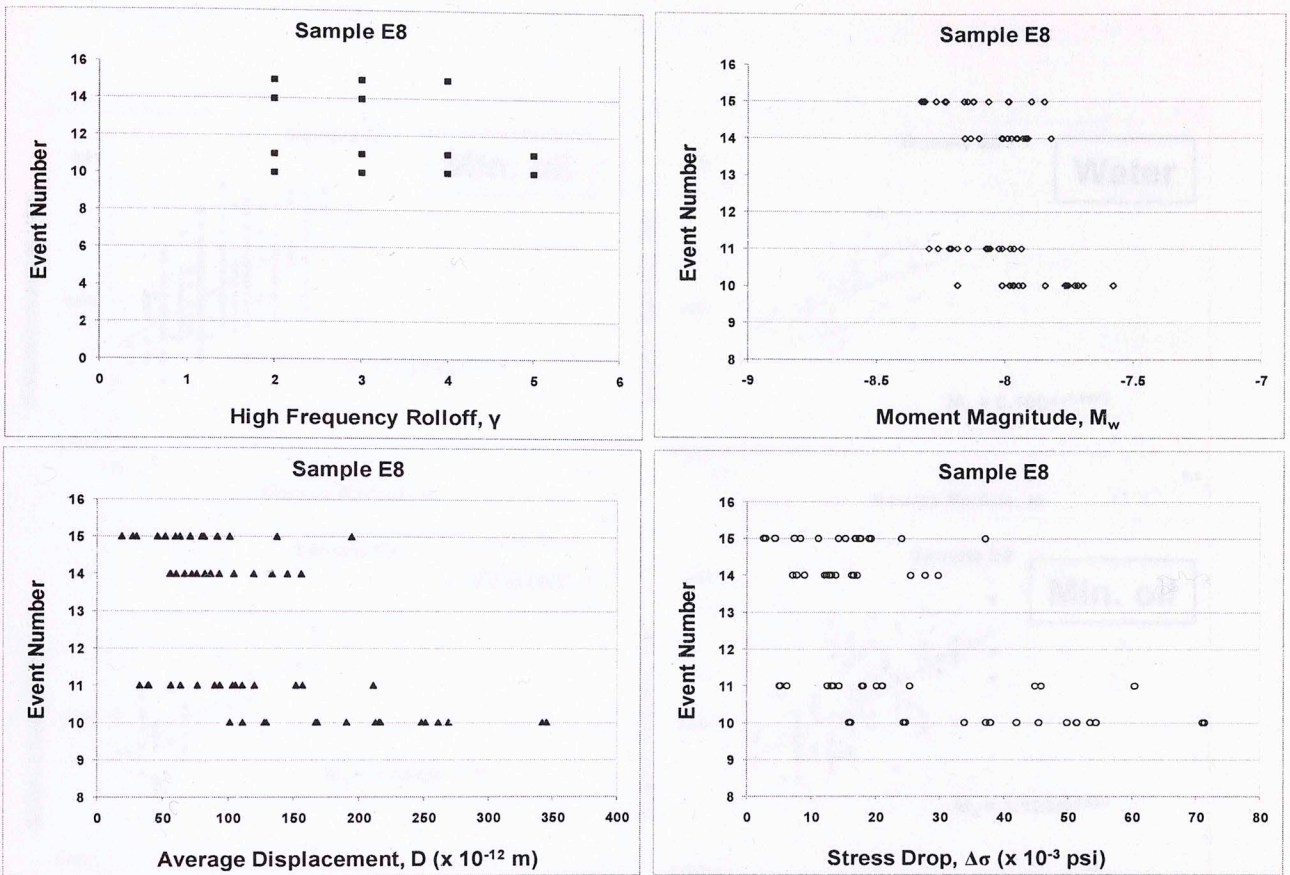 Sample E8
16
14
12
10
8
6
4
2
0
Event Number
0 1 2 3 4 5 6
High Frequency Rolloff, γ
Sample E8
16
15
14
13
12
11
10
9
8
Event Number
-9 -8.5 -8 -7.5 -7
Moment Magnitude, M_w
Water
Sample E8
16
15
14
13
12
11
10
9
8
Event Number
0 50 100 150 200 250 300 350 400
Average Displacement, D (x 10⁻¹² m)
Sample E8
16
15
14
13
12
11
10
9
8
Event Number
0 10 20 30 40 50 60 70 80
Stress Drop, Δσ (x 10⁻³ psi)
Min. oil